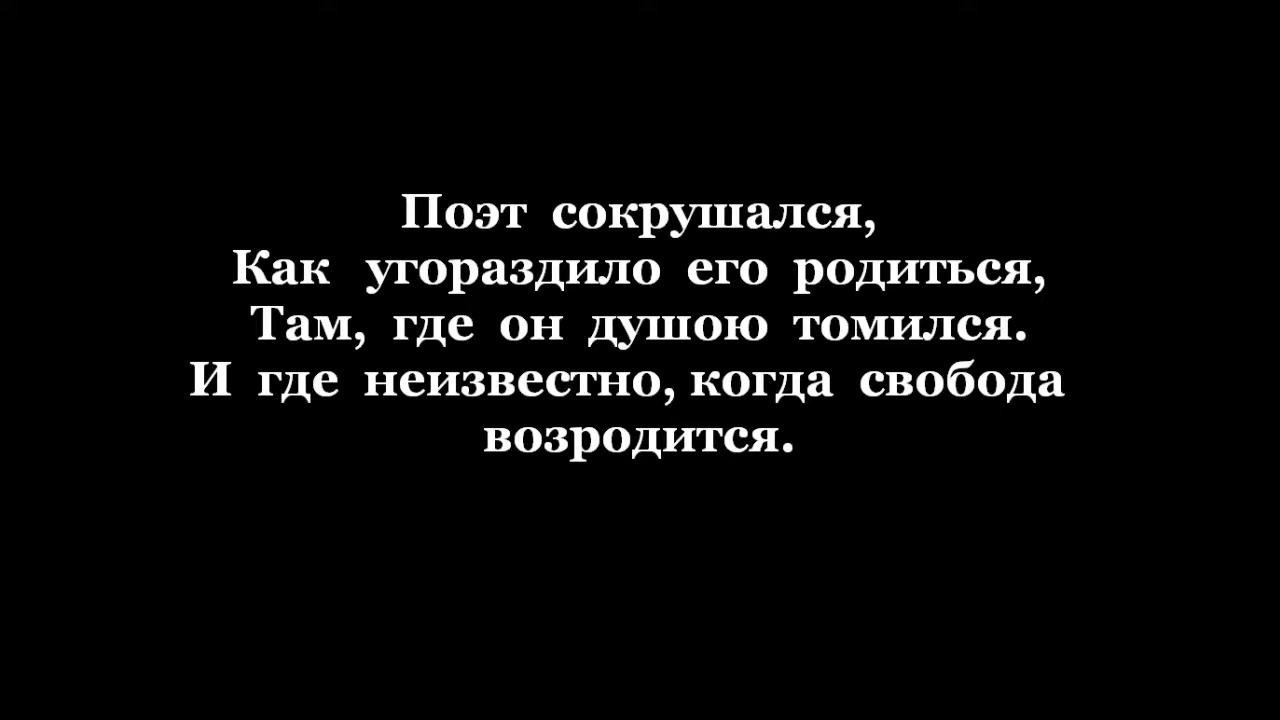 Поэт сокрушался,
Как угораздило его родиться,
Там, где он душою томился.
И где неизвестно, когда свобода
возродится.